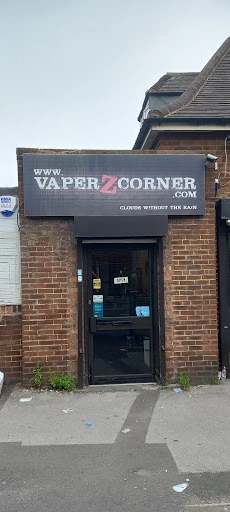 www.
VAPERZCORNER
.COM
CLOUDS WITHOUT THE RAIN
OPEN